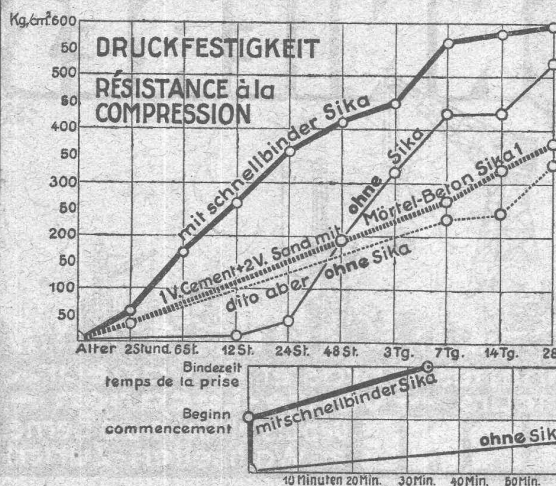 Kg/cm² 600
DRUCKFESTIGKEIT
50
500
RÉSISTANCE à la
COMPRESSION
50
400
50
300
50
200
50
100
50
mit schnellbinder Sika
ohne Sika
1 V. Cement + 2 V. Sand mit Mörtel-Beton Sika 1
dito aber ohne Sika
Alter 2 Stund. 6 St. 12 St. 24 St. 48 St. 3 Tg. 7 Tg. 14 Tg. 28
Bindezeit
temps de la prise
Beginn
commencement
mit schnellbinder Sika
ohne Sik
10 Minuten 20 Min. 30 Min. 40 Min. 50 Min.